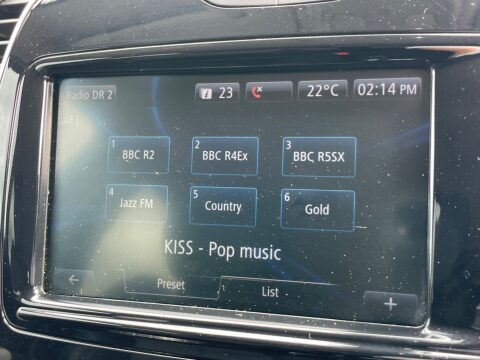 Radio DR 2 i 23 22°C 02:14 PM
AF
1 BBC R2 2 BBC R4Ex 3 BBC R5SX
4 Jazz FM 5 Country 6 Gold
KISS - Pop music
Preset List +